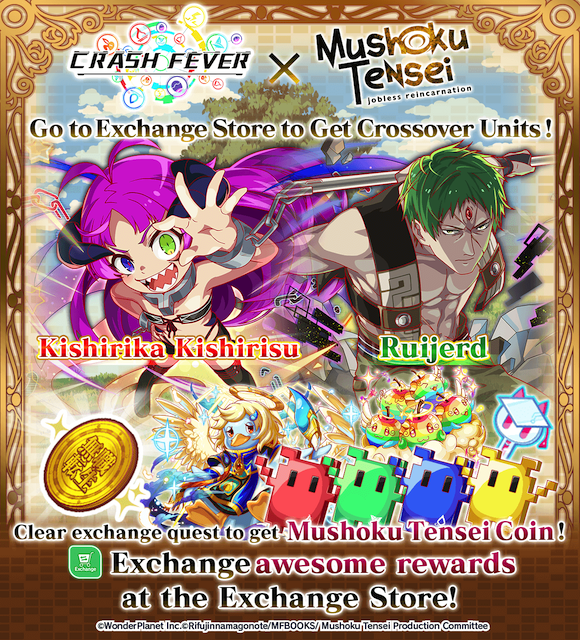 CRASH FEVER
×
Mushoku
Tensei
jobless reincarnation
Go to Exchange Store to Get Crossover Units!
Kishirika Kishirisu
Ruijerd
Clear exchange quest to get Mushoku Tensei Coin!
Exchange
Exchange awesome rewards
at the Exchange Store!
©WonderPlanet Inc.©Rifujinnamagonote/MFBOOKS/ Mushoku Tensei Production Committee